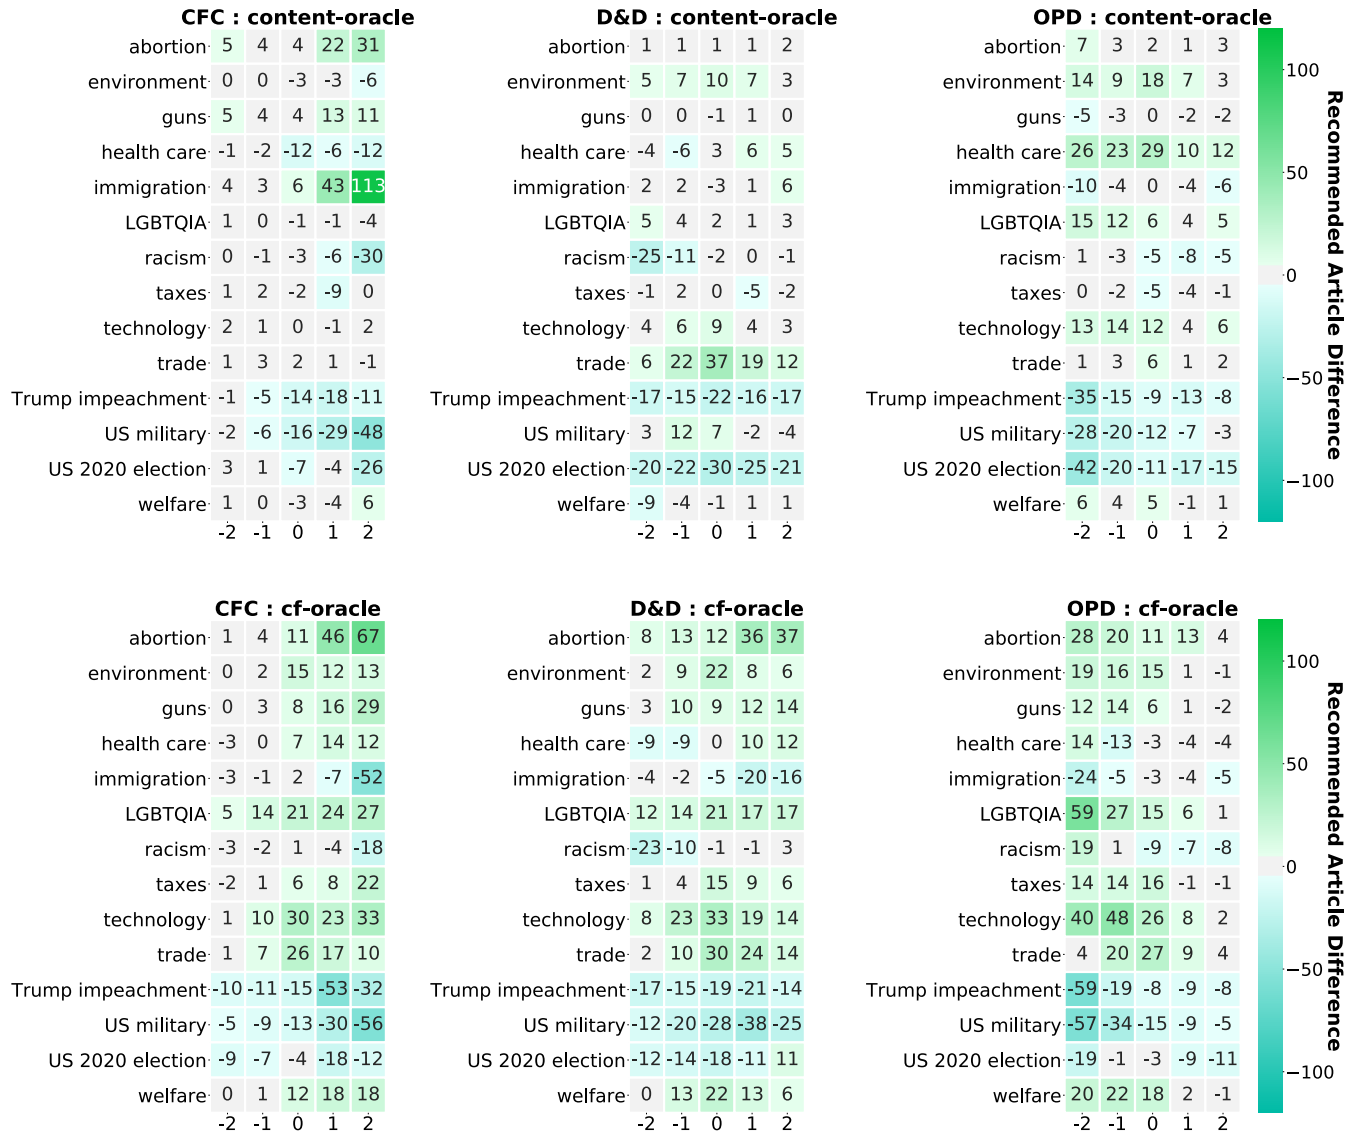 CFC : content-oracle D&D : content-oracle OPD : content-oracle
abortion 5 4 4 22 31 abortion 1 1 1 1 2 abortion 7 3 2 1 3 100
environment 0 0 -3 -3 -6 environment 5 7 10 7 3 environment 14 9 18 7 3
guns 5 4 4 13 11 guns 0 0 -1 1 0 guns -5 -3 0 -2 -2
health care -1 -2 -12 -6 -12 health care -4 -6 3 6 5 health care 26 23 29 10 12 50
immigration 4 3 6 43 113 immigration 2 2 -3 1 6 immigration -10 -4 0 -4 -6
LGBTQIA 1 0 -1 -1 -4 LGBTQIA 5 4 2 1 3 LGBTQIA 15 12 6 4 5
racism 0 -1 -3 -6 -30 racism -25 -11 -2 0 -1 racism 1 -3 -5 -8 -5 0
taxes 1 2 -2 -9 0 taxes -1 2 0 -5 -2 taxes 0 -2 -5 -4 -1
technology 2 1 0 -1 2 technology 4 6 9 4 3 technology 13 14 12 4 6
trade 1 3 2 1 -1 trade 6 22 37 19 12 trade 1 3 6 1 2
Trump impeachment -1 -5 -14 -18 -11 Trump impeachment -17 -15 -22 -16 -17 Trump impeachment -35 -15 -9 -13 -8 −50
US military -2 -6 -16 -29 -48 US military 3 12 7 -2 -4 US military -28 -20 -12 -7 -3
US 2020 election 3 1 -7 -4 -26 US 2020 election -20 -22 -30 -25 -21 US 2020 election -42 -20 -11 -17 -15 −100
welfare 1 0 -3 -4 6 welfare -9 -4 -1 1 1 welfare 6 4 5 -1 1
-2 -1 0 1 2 -2 -1 0 1 2 -2 -1 0 1 2
Recommended Article Difference
CFC : cf-oracle D&D : cf-oracle OPD : cf-oracle
abortion 1 4 11 46 67 abortion 8 13 12 36 37 abortion 28 20 11 13 4 100
environment 0 2 15 12 13 environment 2 9 22 8 6 environment 19 16 15 1 -1
guns 0 3 8 16 29 guns 3 10 9 12 14 guns 12 14 6 1 -2
health care -3 0 7 14 12 health care -9 -9 0 10 12 health care 14 -13 -3 -4 -4 50
immigration -3 -1 2 -7 -52 immigration -4 -2 -5 -20 -16 immigration -24 -5 -3 -4 -5
LGBTQIA 5 14 21 24 27 LGBTQIA 12 14 21 17 17 LGBTQIA 59 27 15 6 1
racism -3 -2 1 -4 -18 racism -23 -10 -1 -1 3 racism 19 1 -9 -7 -8 0
taxes -2 1 6 8 22 taxes 1 4 15 9 6 taxes 14 14 16 -1 -1
technology 1 10 30 23 33 technology 8 23 33 19 14 technology 40 48 26 8 2
trade 1 7 26 17 10 trade 2 10 30 24 14 trade 4 20 27 9 4
Trump impeachment -10 -11 -15 -53 -32 Trump impeachment -17 -15 -19 -21 -14 Trump impeachment -59 -19 -8 -9 -8 −50
US military -5 -9 -13 -30 -56 US military -12 -20 -28 -38 -25 US military -57 -34 -15 -9 -5
US 2020 election -9 -7 -4 -18 -12 US 2020 election -12 -14 -18 -11 11 US 2020 election -19 -1 -3 -9 -11 −100
welfare 0 1 12 18 18 welfare 0 13 22 13 6 welfare 20 22 18 2 -1
-2 -1 0 1 2 -2 -1 0 1 2 -2 -1 0 1 2
Recommended Article Difference